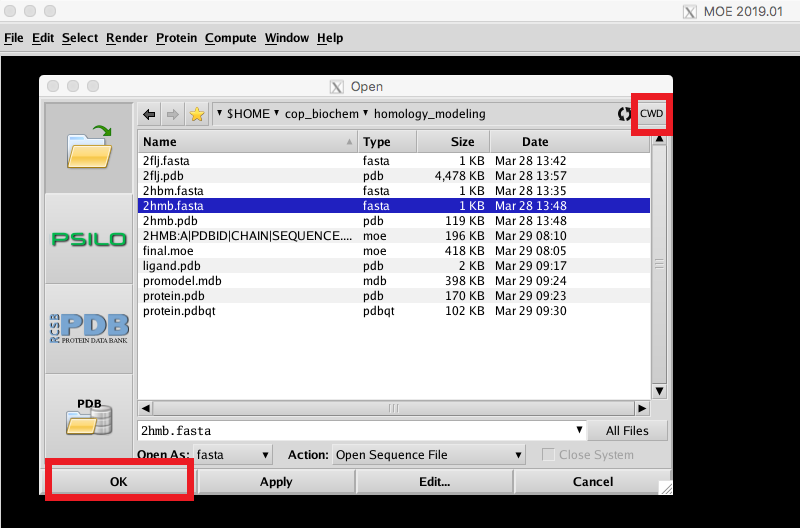 MOE 2019.01
File Edit Select Render Protein Compute Window Help
Open
$HOME cop_biochem homology_modeling CWD
Name Type Size Date
2flj.fasta fasta 1 KB Mar 28 13:42
2flj.pdb pdb 4,478 KB Mar 28 13:57
2hbm.fasta fasta 1 KB Mar 28 13:35
2hmb.fasta fasta 1 KB Mar 28 13:48
2hmb.pdb pdb 119 KB Mar 28 13:48
2HMB:A|PDBID|CHAIN|SEQUENCE.... moe 196 KB Mar 29 08:10
final.moe moe 418 KB Mar 29 08:05
ligand.pdb pdb 2 KB Mar 29 09:17
promodel.mdb mdb 398 KB Mar 29 09:24
protein.pdb pdb 170 KB Mar 29 09:23
protein.pdbqt pdbqt 102 KB Mar 29 09:30
PSILO
RCSB PDB
PROTEIN DATA BANK
PDB
2hmb.fasta All Files
Open As: fasta Action: Open Sequence File Close System
OK Apply Edit... Cancel